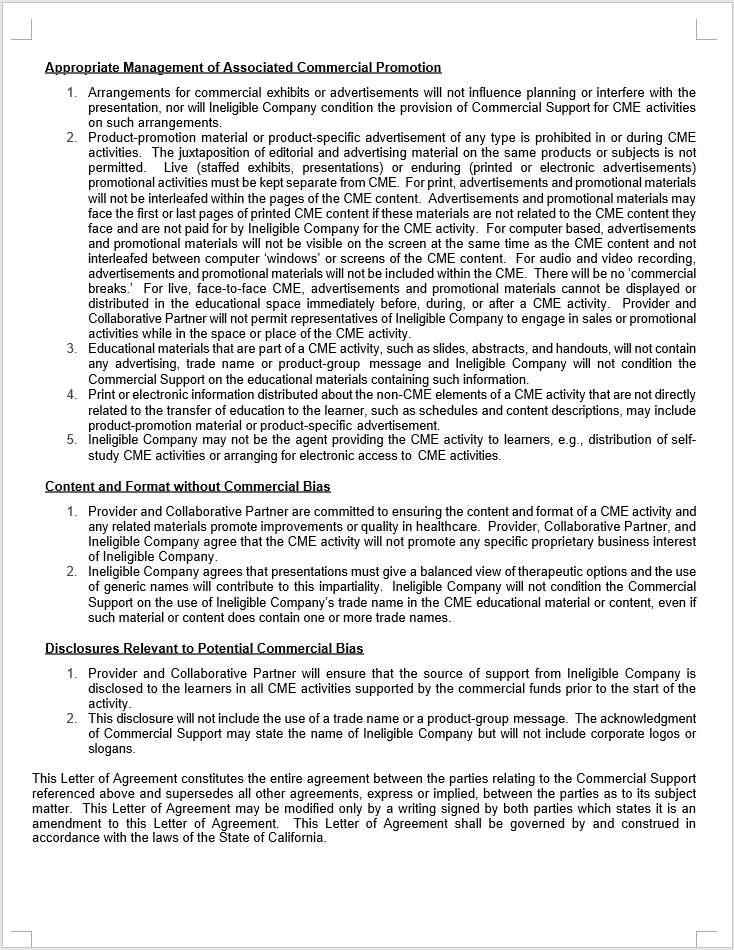 Appropriate Management of Associated Commercial Promotion
1. Arrangements for commercial exhibits or advertisements will not influence planning or interfere with the
presentation, nor will Ineligible Company condition the provision of Commercial Support for CME activities
on such arrangements.
2. Product-promotion material or product-specific advertisement of any type is prohibited in or during CME
activities. The juxtaposition of editorial and advertising material on the same products or subjects is not
permitted. Live (staffed exhibits, presentations) or enduring (printed or electronic advertisements)
promotional activities must be kept separate from CME. For print, advertisements and promotional materials
will not be interleafed within the pages of the CME content. Advertisements and promotional materials may
face the first or last pages of printed CME content if these materials are not related to the CME content they
face and are not paid for by Ineligible Company for the CME activity. For computer based, advertisements
and promotional materials will not be visible on the screen at the same time as the CME content and not
interleafed between computer ‘windows’ or screens of the CME content. For audio and video recording,
advertisements and promotional materials will not be included within the CME. There will be no ‘commercial
breaks.’ For live, face-to-face CME, advertisements and promotional materials cannot be displayed or
distributed in the educational space immediately before, during, or after a CME activity. Provider and
Collaborative Partner will not permit representatives of Ineligible Company to engage in sales or promotional
activities while in the space or place of the CME activity.
3. Educational materials that are part of a CME activity, such as slides, abstracts, and handouts, will not contain
any advertising, trade name or product-group message and Ineligible Company will not condition the
Commercial Support on the educational materials containing such information.
4. Print or electronic information distributed about the non-CME elements of a CME activity that are not directly
related to the transfer of education to the learner, such as schedules and content descriptions, may include
product-promotion material or product-specific advertisement.
5. Ineligible Company may not be the agent providing the CME activity to learners, e.g., distribution of self-
study CME activities or arranging for electronic access to CME activities.
Content and Format without Commercial Bias
1. Provider and Collaborative Partner are committed to ensuring the content and format of a CME activity and
any related materials promote improvements or quality in healthcare. Provider, Collaborative Partner, and
Ineligible Company agree that the CME activity will not promote any specific proprietary business interest
of Ineligible Company.
2. Ineligible Company agrees that presentations must give a balanced view of therapeutic options and the use
of generic names will contribute to this impartiality. Ineligible Company will not condition the Commercial
Support on the use of Ineligible Company’s trade name in the CME educational material or content, even if
such material or content does contain one or more trade names.
Disclosures Relevant to Potential Commercial Bias
1. Provider and Collaborative Partner will ensure that the source of support from Ineligible Company is
disclosed to the learners in all CME activities supported by the commercial funds prior to the start of the
activity.
2. This disclosure will not include the use of a trade name or a product-group message. The acknowledgment
of Commercial Support may state the name of Ineligible Company but will not include corporate logos or
slogans.
This Letter of Agreement constitutes the entire agreement between the parties relating to the Commercial Support
referenced above and supersedes all other agreements, express or implied, between the parties as to its subject
matter. This Letter of Agreement may be modified only by a writing signed by both parties which states it is an
amendment to this Letter of Agreement. This Letter of Agreement shall be governed by and construed in
accordance with the laws of the State of California.